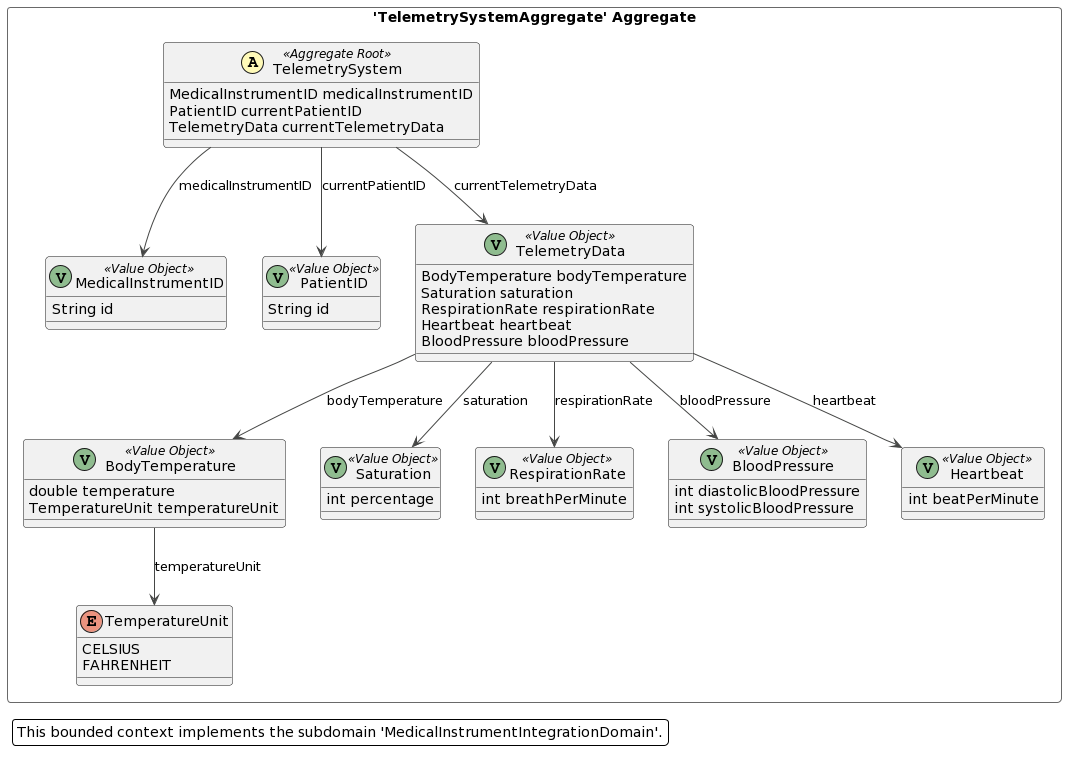 'TelemetrySystemAggregate' Aggregate
A
«Aggregate Root»
TelemetrySystem
MedicalInstrumentID medicalInstrumentID
PatientID currentPatientID
TelemetryData currentTelemetryData
medicalInstrumentID
currentPatientID
currentTelemetryData
V
«Value Object»
MedicalInstrumentID
String id
V
«Value Object»
PatientID
String id
V
«Value Object»
TelemetryData
BodyTemperature bodyTemperature
Saturation saturation
RespirationRate respirationRate
Heartbeat heartbeat
BloodPressure bloodPressure
bodyTemperature
saturation
respirationRate
bloodPressure
heartbeat
V
«Value Object»
BodyTemperature
double temperature
TemperatureUnit temperatureUnit
V
«Value Object»
Saturation
int percentage
V
«Value Object»
RespirationRate
int breathPerMinute
V
«Value Object»
BloodPressure
int diastolicBloodPressure
int systolicBloodPressure
V
«Value Object»
Heartbeat
int beatPerMinute
temperatureUnit
E
TemperatureUnit
CELSIUS
FAHRENHEIT
This bounded context implements the subdomain 'MedicalInstrumentIntegrationDomain'.